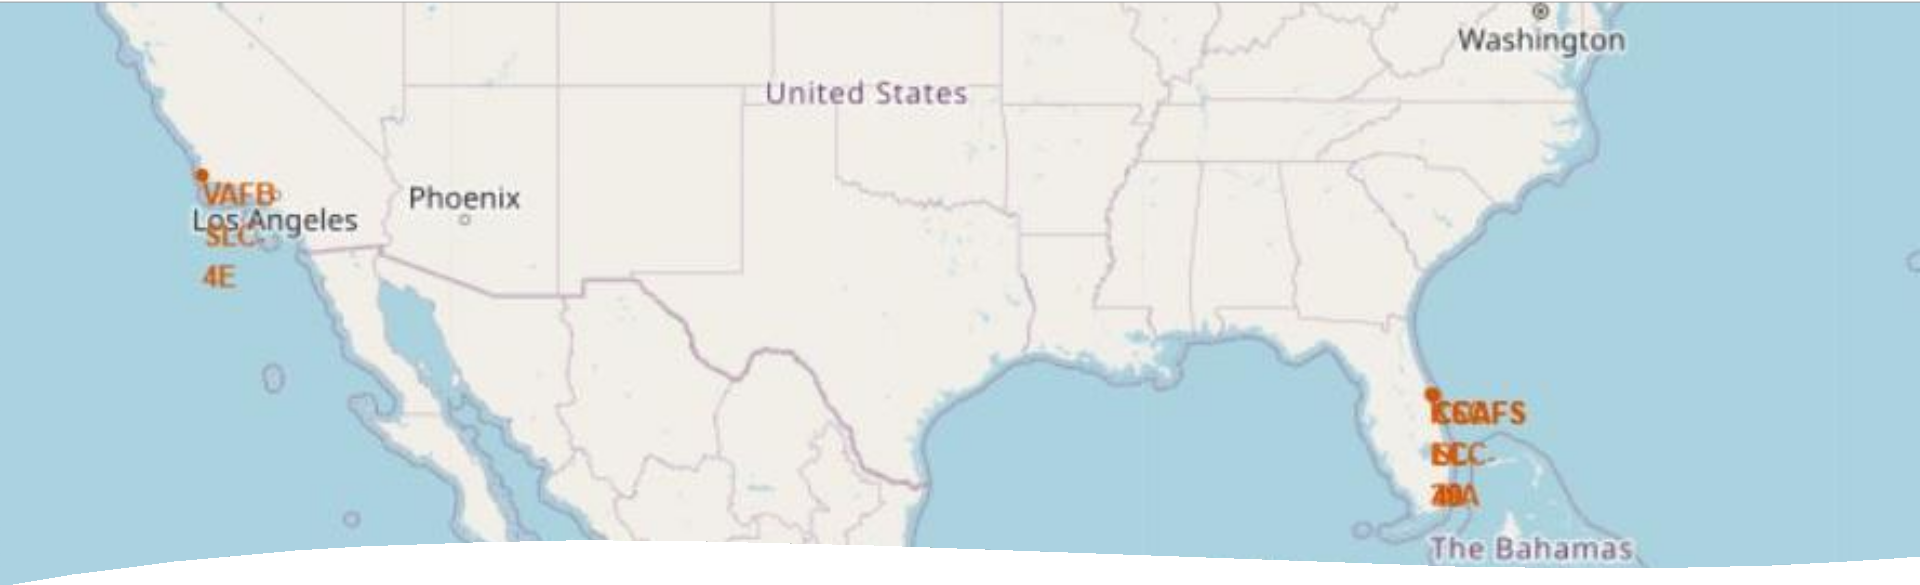 Washington
United States
Phoenix
VAFB
Los Angeles
SLC-
4E
The Bahamas